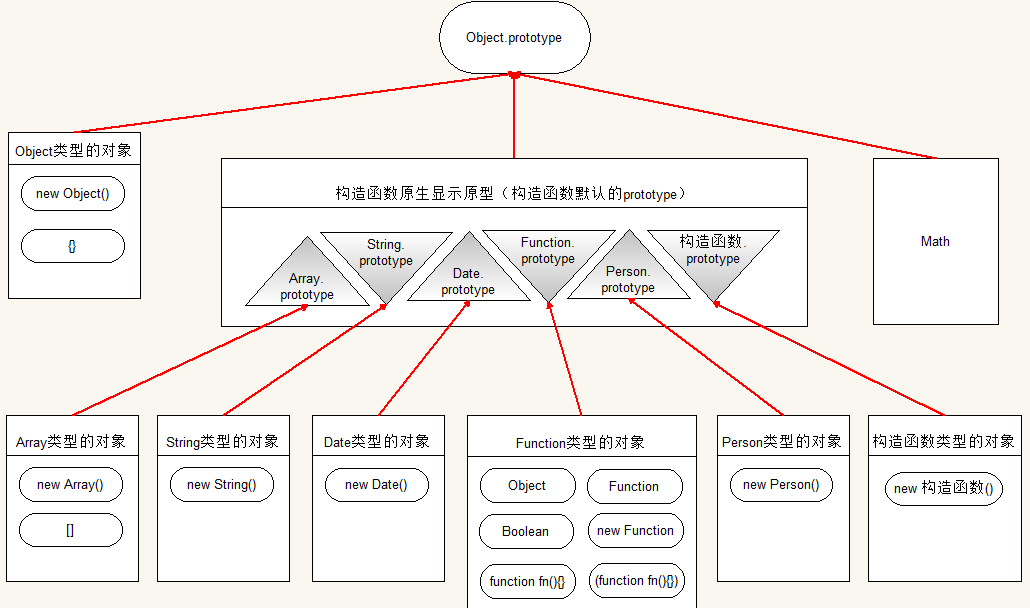 Object.prototype
Object类型的对象
new Object()
{}
构造函数原生显示原型（构造函数默认的prototype）
Array.
prototype
String.
prototype
Date.
prototype
Function.
prototype
Person.
prototype
构造函数.
prototype
Math
Array类型的对象
new Array()
[]
String类型的对象
new String()
Date类型的对象
new Date()
Function类型的对象
Object
Function
Boolean
new Function
function fn(){}
(function fn(){})
Person类型的对象
new Person()
构造函数类型的对象
new 构造函数()